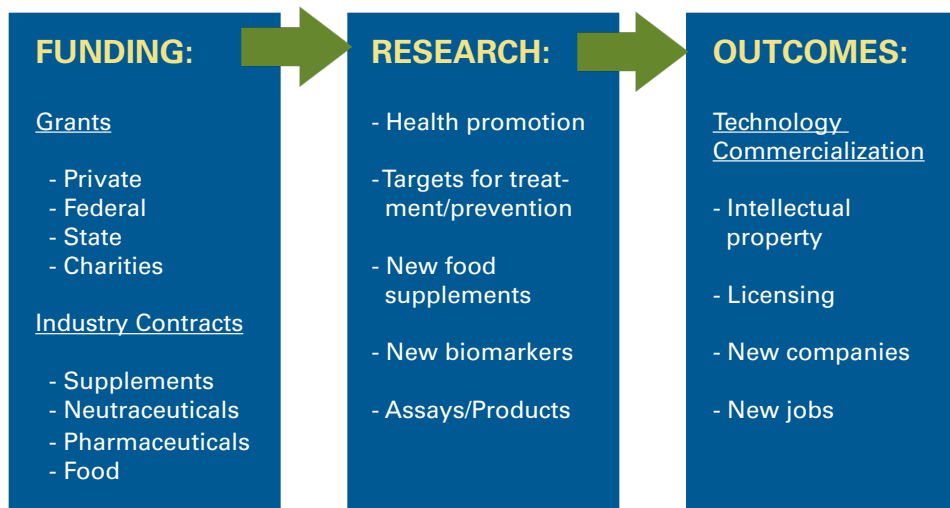 FUNDING:
Grants
- Private
- Federal
- State
- Charities
Industry Contracts
- Supplements
- Neutraceuticals
- Pharmaceuticals
- Food
RESEARCH:
- Health promotion
- Targets for treat-
ment/prevention
- New food
supplements
- New biomarkers
- Assays/Products
OUTCOMES:
Technology
Commercialization
- Intellectual
property
- Licensing
- New companies
- New jobs